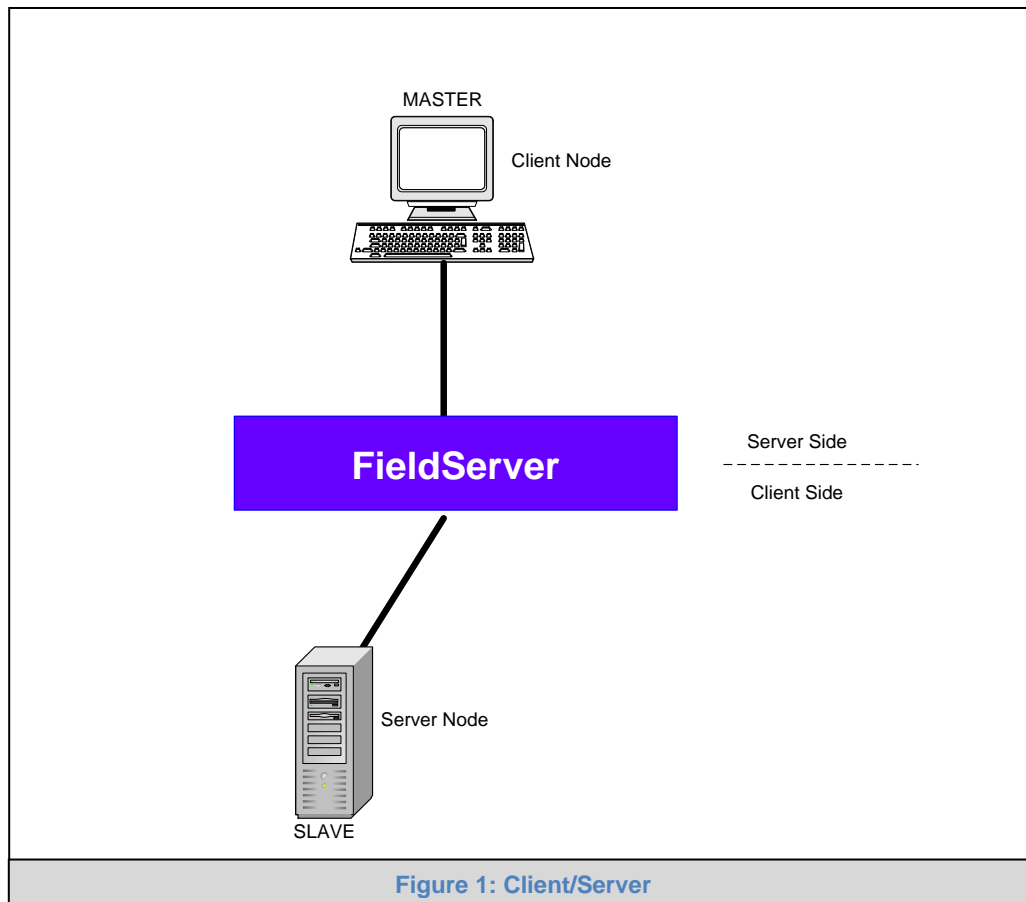 MASTER
Client Node
FieldServer
Server Side
Client Side
Server Node
SLAVE
Figure 1: Client/Server